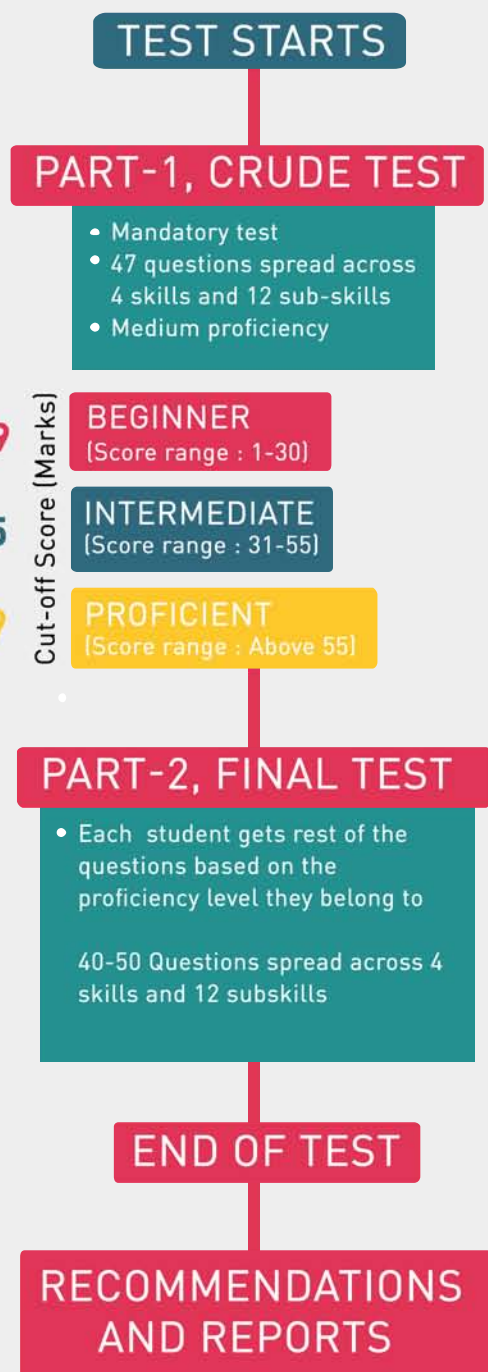 TEST STARTS
PART-1, CRUDE TEST
• Mandatory test
• 47 questions spread across
4 skills and 12 sub-skills
• Medium proficiency
Cut-off Score (Marks)
BEGINNER
(Score range : 1-30)
INTERMEDIATE
(Score range : 31-55)
PROFICIENT
(Score range : Above 55)
PART-2, FINAL TEST
• Each student gets rest of the
questions based on the
proficiency level they belong to
40-50 Questions spread across 4
skills and 12 subskills
END OF TEST
RECOMMENDATIONS
AND REPORTS